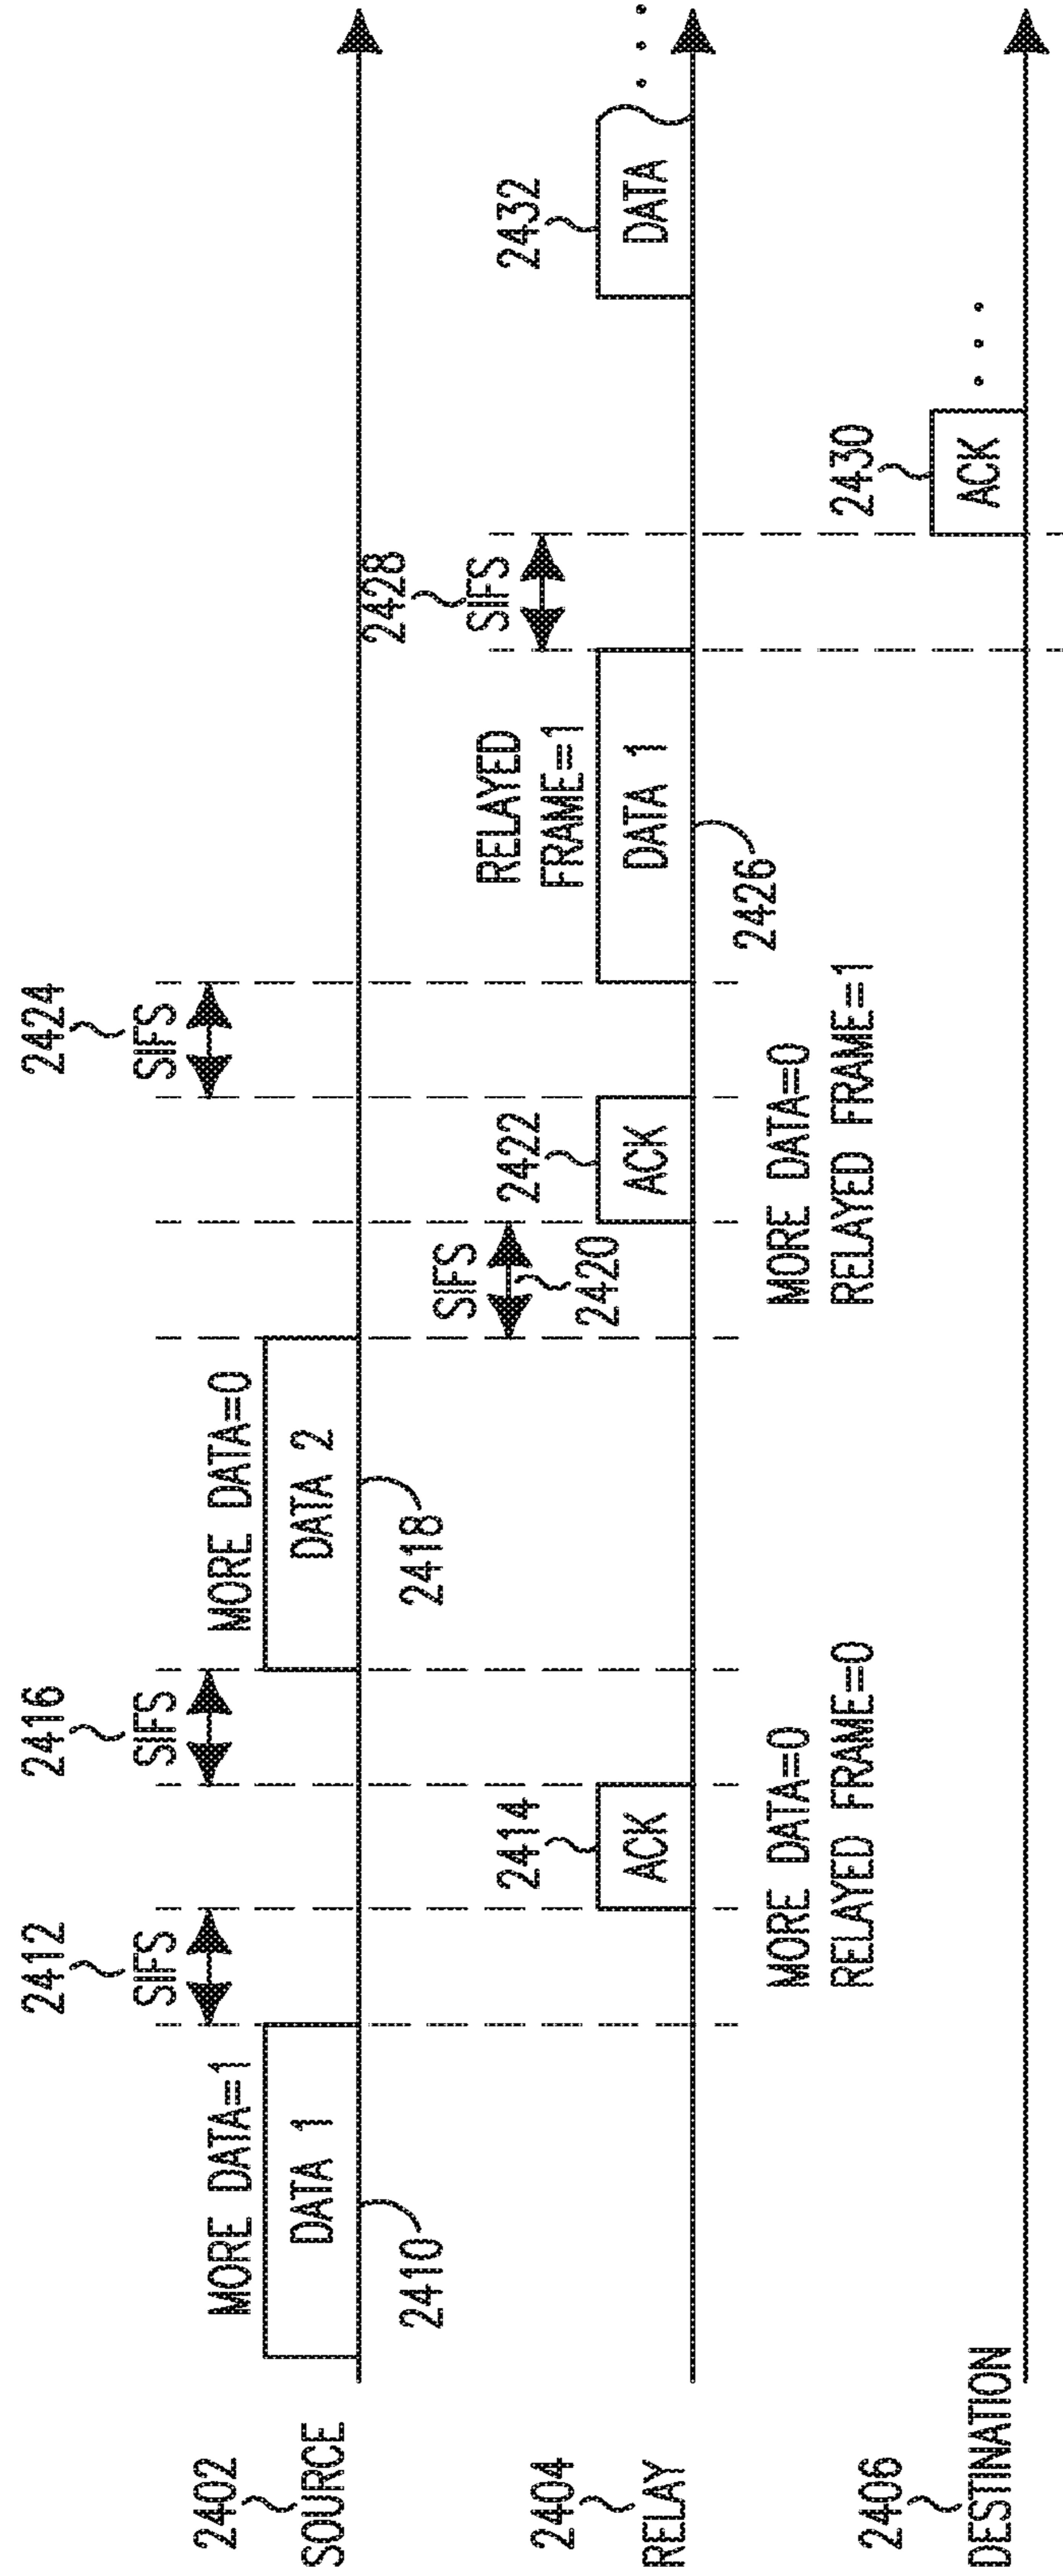 2412
SIFS
2416
SIFS
2424
SIFS
2402
SOURCE
MORE DATA=1
DATA 1
2410
MORE DATA=0
DATA 2
2418
SIFS
2420
2428
SIFS
2404
RELAY
2414
ACK
2422
ACK
RELAYED
FRAME=1
DATA 1
2426
2432
DATA
MORE DATA=0
RELAYED FRAME=0
MORE DATA=0
RELAYED FRAME=1
2406
DESTINATION
2430
ACK